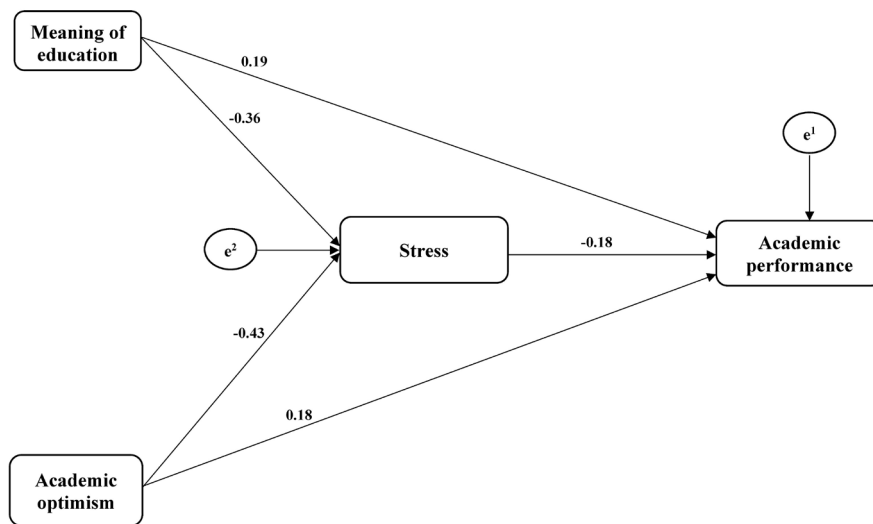 Meaning of
education
0.19
-0.36
e¹
e²
Stress
-0.18
Academic
performance
-0.43
0.18
Academic
optimism